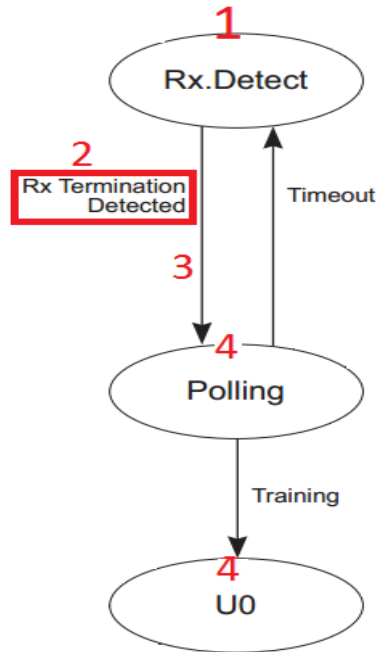 1
Rx.Detect
2
Rx Termination
Detected
Timeout
3
4
Polling
Training
4
U0